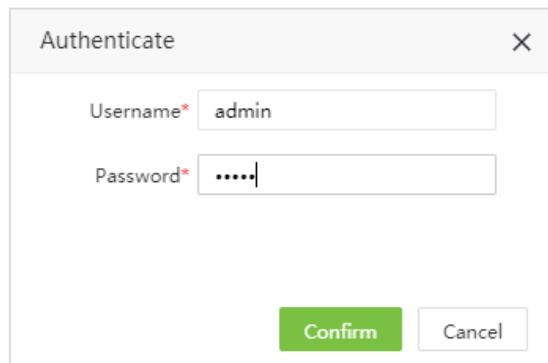 Authenticate
Username* admin
Password* •••••
Confirm Cancel